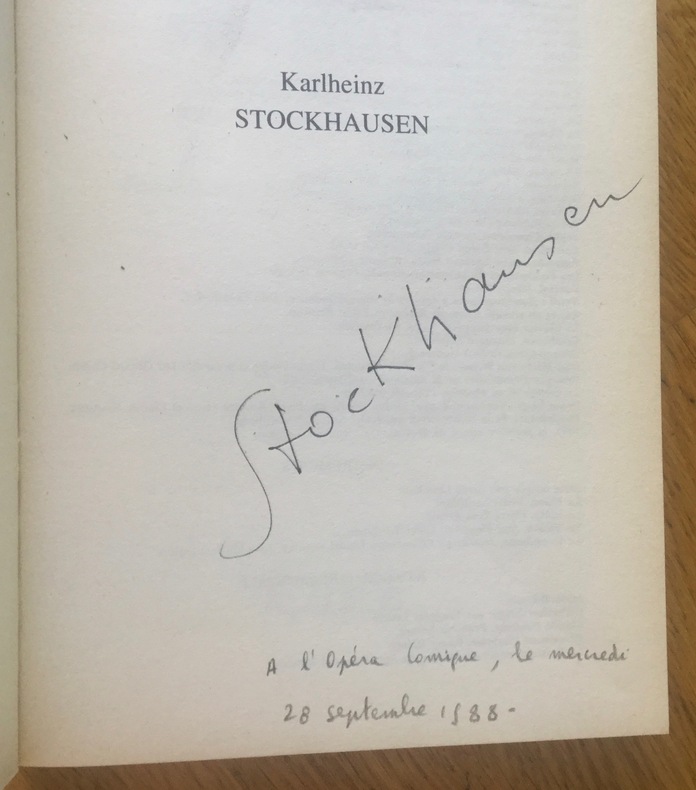 Karlheinz
STOCKHAUSEN
Stockhausen
A l'Opéra Comique, le mercredi
28 septembre 1988-